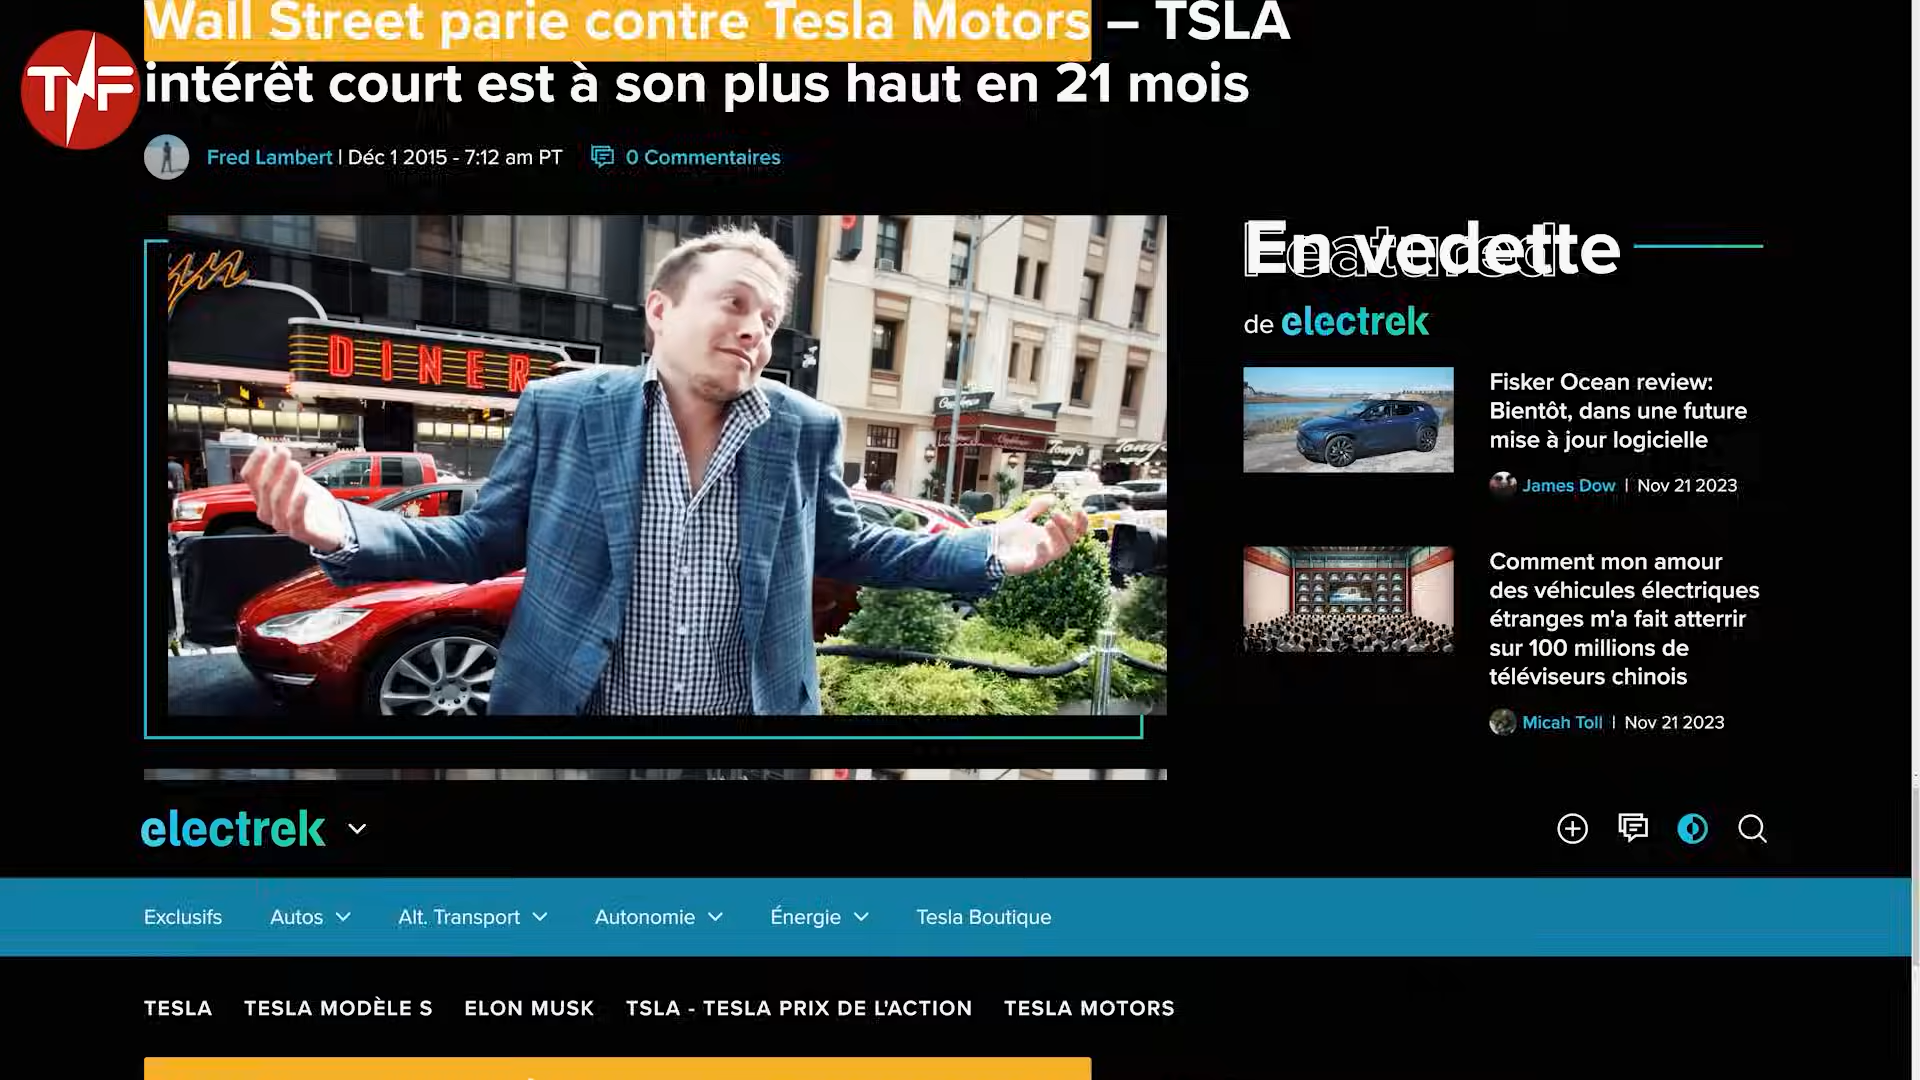 Wall Street parie contre Tesla Motors – TSLA
intérêt court est à son plus haut en 21 mois
TNF
Fred Lambert | Déc 1 2015 - 7:12 am PT
0 Commentaires
DINER
En vedette
Featured
de electrek
Fisker Ocean review:
Bientôt, dans une future
mise à jour logicielle
James Dow | Nov 21 2023
Comment mon amour
des véhicules électriques
étranges m'a fait atterrir
sur 100 millions de
téléviseurs chinois
Micah Toll | Nov 21 2023
electrek
Exclusifs
Autos
Alt. Transport
Autonomie
Énergie
Tesla Boutique
TESLA
TESLA MODÈLE S
ELON MUSK
TSLA - TESLA PRIX DE L'ACTION
TESLA MOTORS